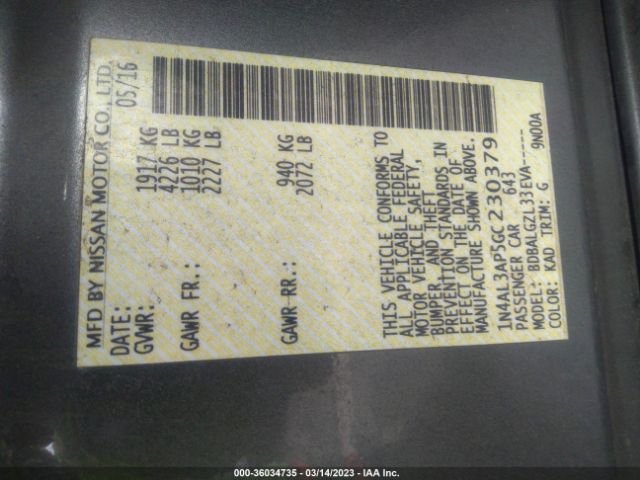 MFD BY NISSAN MOTOR CO., LTD.
DATE: 05/16
GVWR: 1917 KG
4226 LB
GAWR FR.: 1010 KG
2227 LB
GAWR RR.: 940 KG
2072 LB
THIS VEHICLE CONFORMS TO
ALL APPLICABLE FEDERAL
MOTOR VEHICLE SAFETY,
BUMPER, AND THEFT
PREVENTION STANDARDS IN
EFFECT ON THE DATE OF
MANUFACTURE SHOWN ABOVE.
1N4AL3AP5GC230379
PASSENGER CAR 643
MODEL: BDBALGZL33EVA-----
COLOR: KAD TRIM: G 9N00A
000-36034735 - 03/14/2023 - IAA Inc.